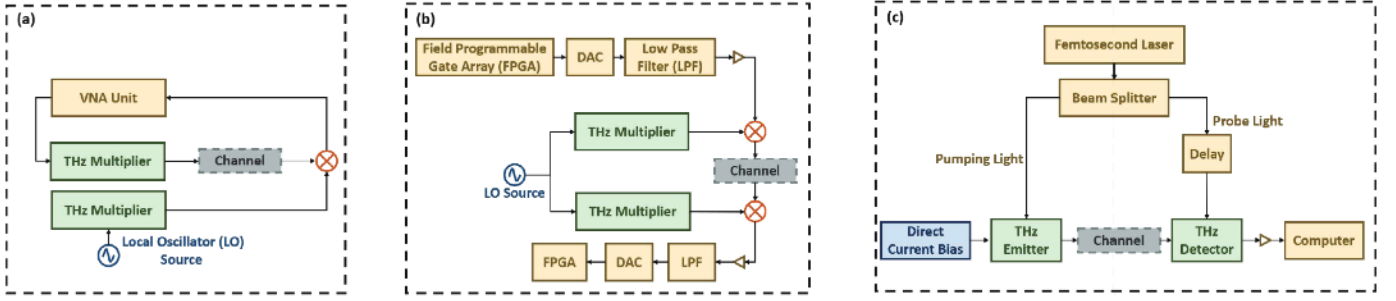 (a)
VNA Unit
THz Multiplier
Channel
THz Multiplier
Local Oscillator (LO)
Source
(b)
Field Programmable
Gate Array (FPGA)
DAC
Low Pass
Filter (LPF)
THz Multiplier
Channel
LO Source
THz Multiplier
FPGA
DAC
LPF
(c)
Femtosecond Laser
Beam Splitter
Probe Light
Pumping Light
Delay
Direct
Current Bias
THz
Emitter
Channel
THz
Detector
Computer